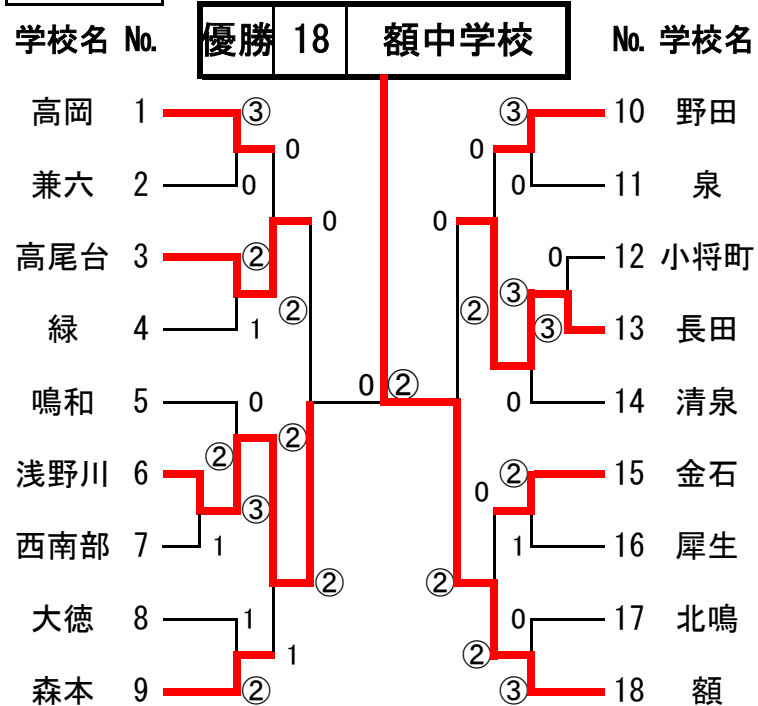 優勝 18 額中学校
学校名 No. No. 学校名
高岡 1 ③ ③ 10 野田
0 0
兼六 2 0 0 11 泉
0 0
高尾台 3 ② 0 12 小将町
② ② ③
緑 4 1 ③ 13 長田
0 ②
鳴和 5 0 0 14 清泉
② ②
浅野川 6 ② 15 金石
③ 0
西南部 7 1 1 16 犀生
② ②
大徳 8 1 0 17 北鳴
1 ②
森本 9 ② ③ 18 額